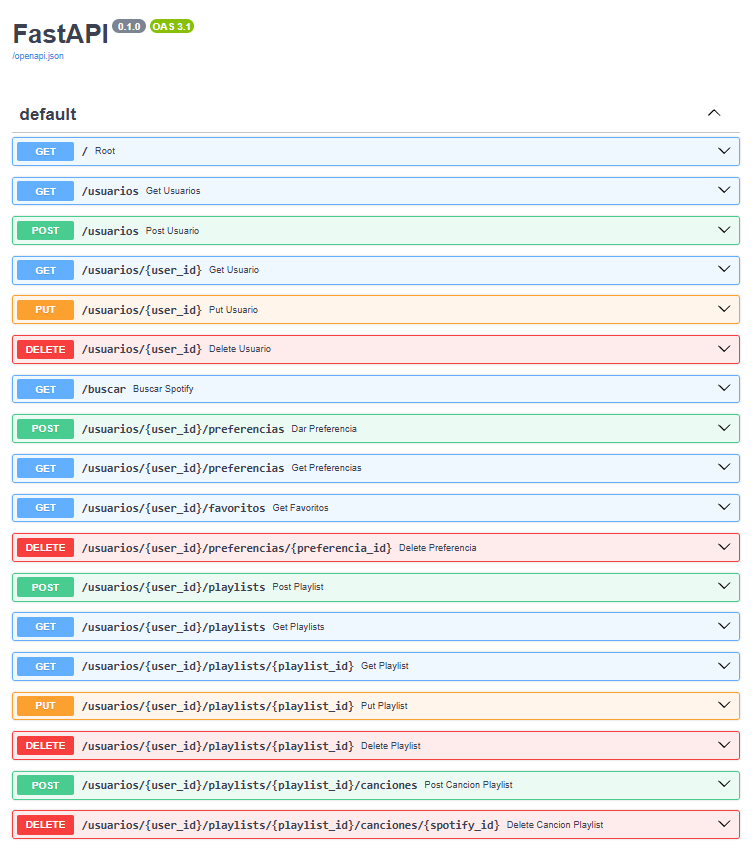 FastAPI 0.1.0 OAS 3.1
/openapi.json
default
GET / Root
GET /usuarios Get Usuarios
POST /usuarios Post Usuario
GET /usuarios/{user_id} Get Usuario
PUT /usuarios/{user_id} Put Usuario
DELETE /usuarios/{user_id} Delete Usuario
GET /buscar Buscar Spotify
POST /usuarios/{user_id}/preferencias Dar Preferencia
GET /usuarios/{user_id}/preferencias Get Preferencias
GET /usuarios/{user_id}/favoritos Get Favoritos
DELETE /usuarios/{user_id}/preferencias/{preferencia_id} Delete Preferencia
POST /usuarios/{user_id}/playlists Post Playlist
GET /usuarios/{user_id}/playlists Get Playlists
GET /usuarios/{user_id}/playlists/{playlist_id} Get Playlist
PUT /usuarios/{user_id}/playlists/{playlist_id} Put Playlist
DELETE /usuarios/{user_id}/playlists/{playlist_id} Delete Playlist
POST /usuarios/{user_id}/playlists/{playlist_id}/canciones Post Cancion Playlist
DELETE /usuarios/{user_id}/playlists/{playlist_id}/canciones/{spotify_id} Delete Cancion Playlist